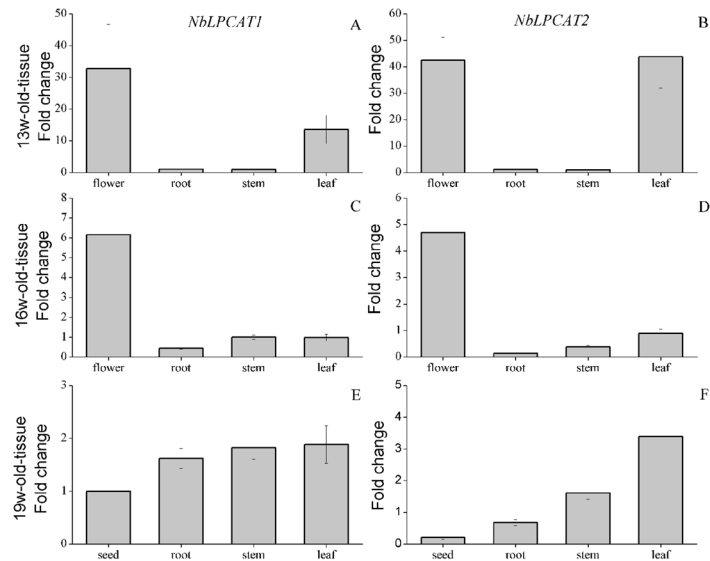 NbLPCAT1
NbLPCAT2
A
13w-old-tissue
Fold change
50
40
30
20
10
0
flower root stem leaf
B
Fold change
60
50
40
30
20
10
0
flower root stem leaf
C
16w-old-tissue
Fold change
8
7
6
5
4
3
2
1
0
flower root stem leaf
D
Fold change
6
5
4
3
2
1
0
flower root stem leaf
E
19w-old-tissue
Fold change
3
2
1
0
seed root stem leaf
F
Fold change
5
4
3
2
1
0
seed root stem leaf